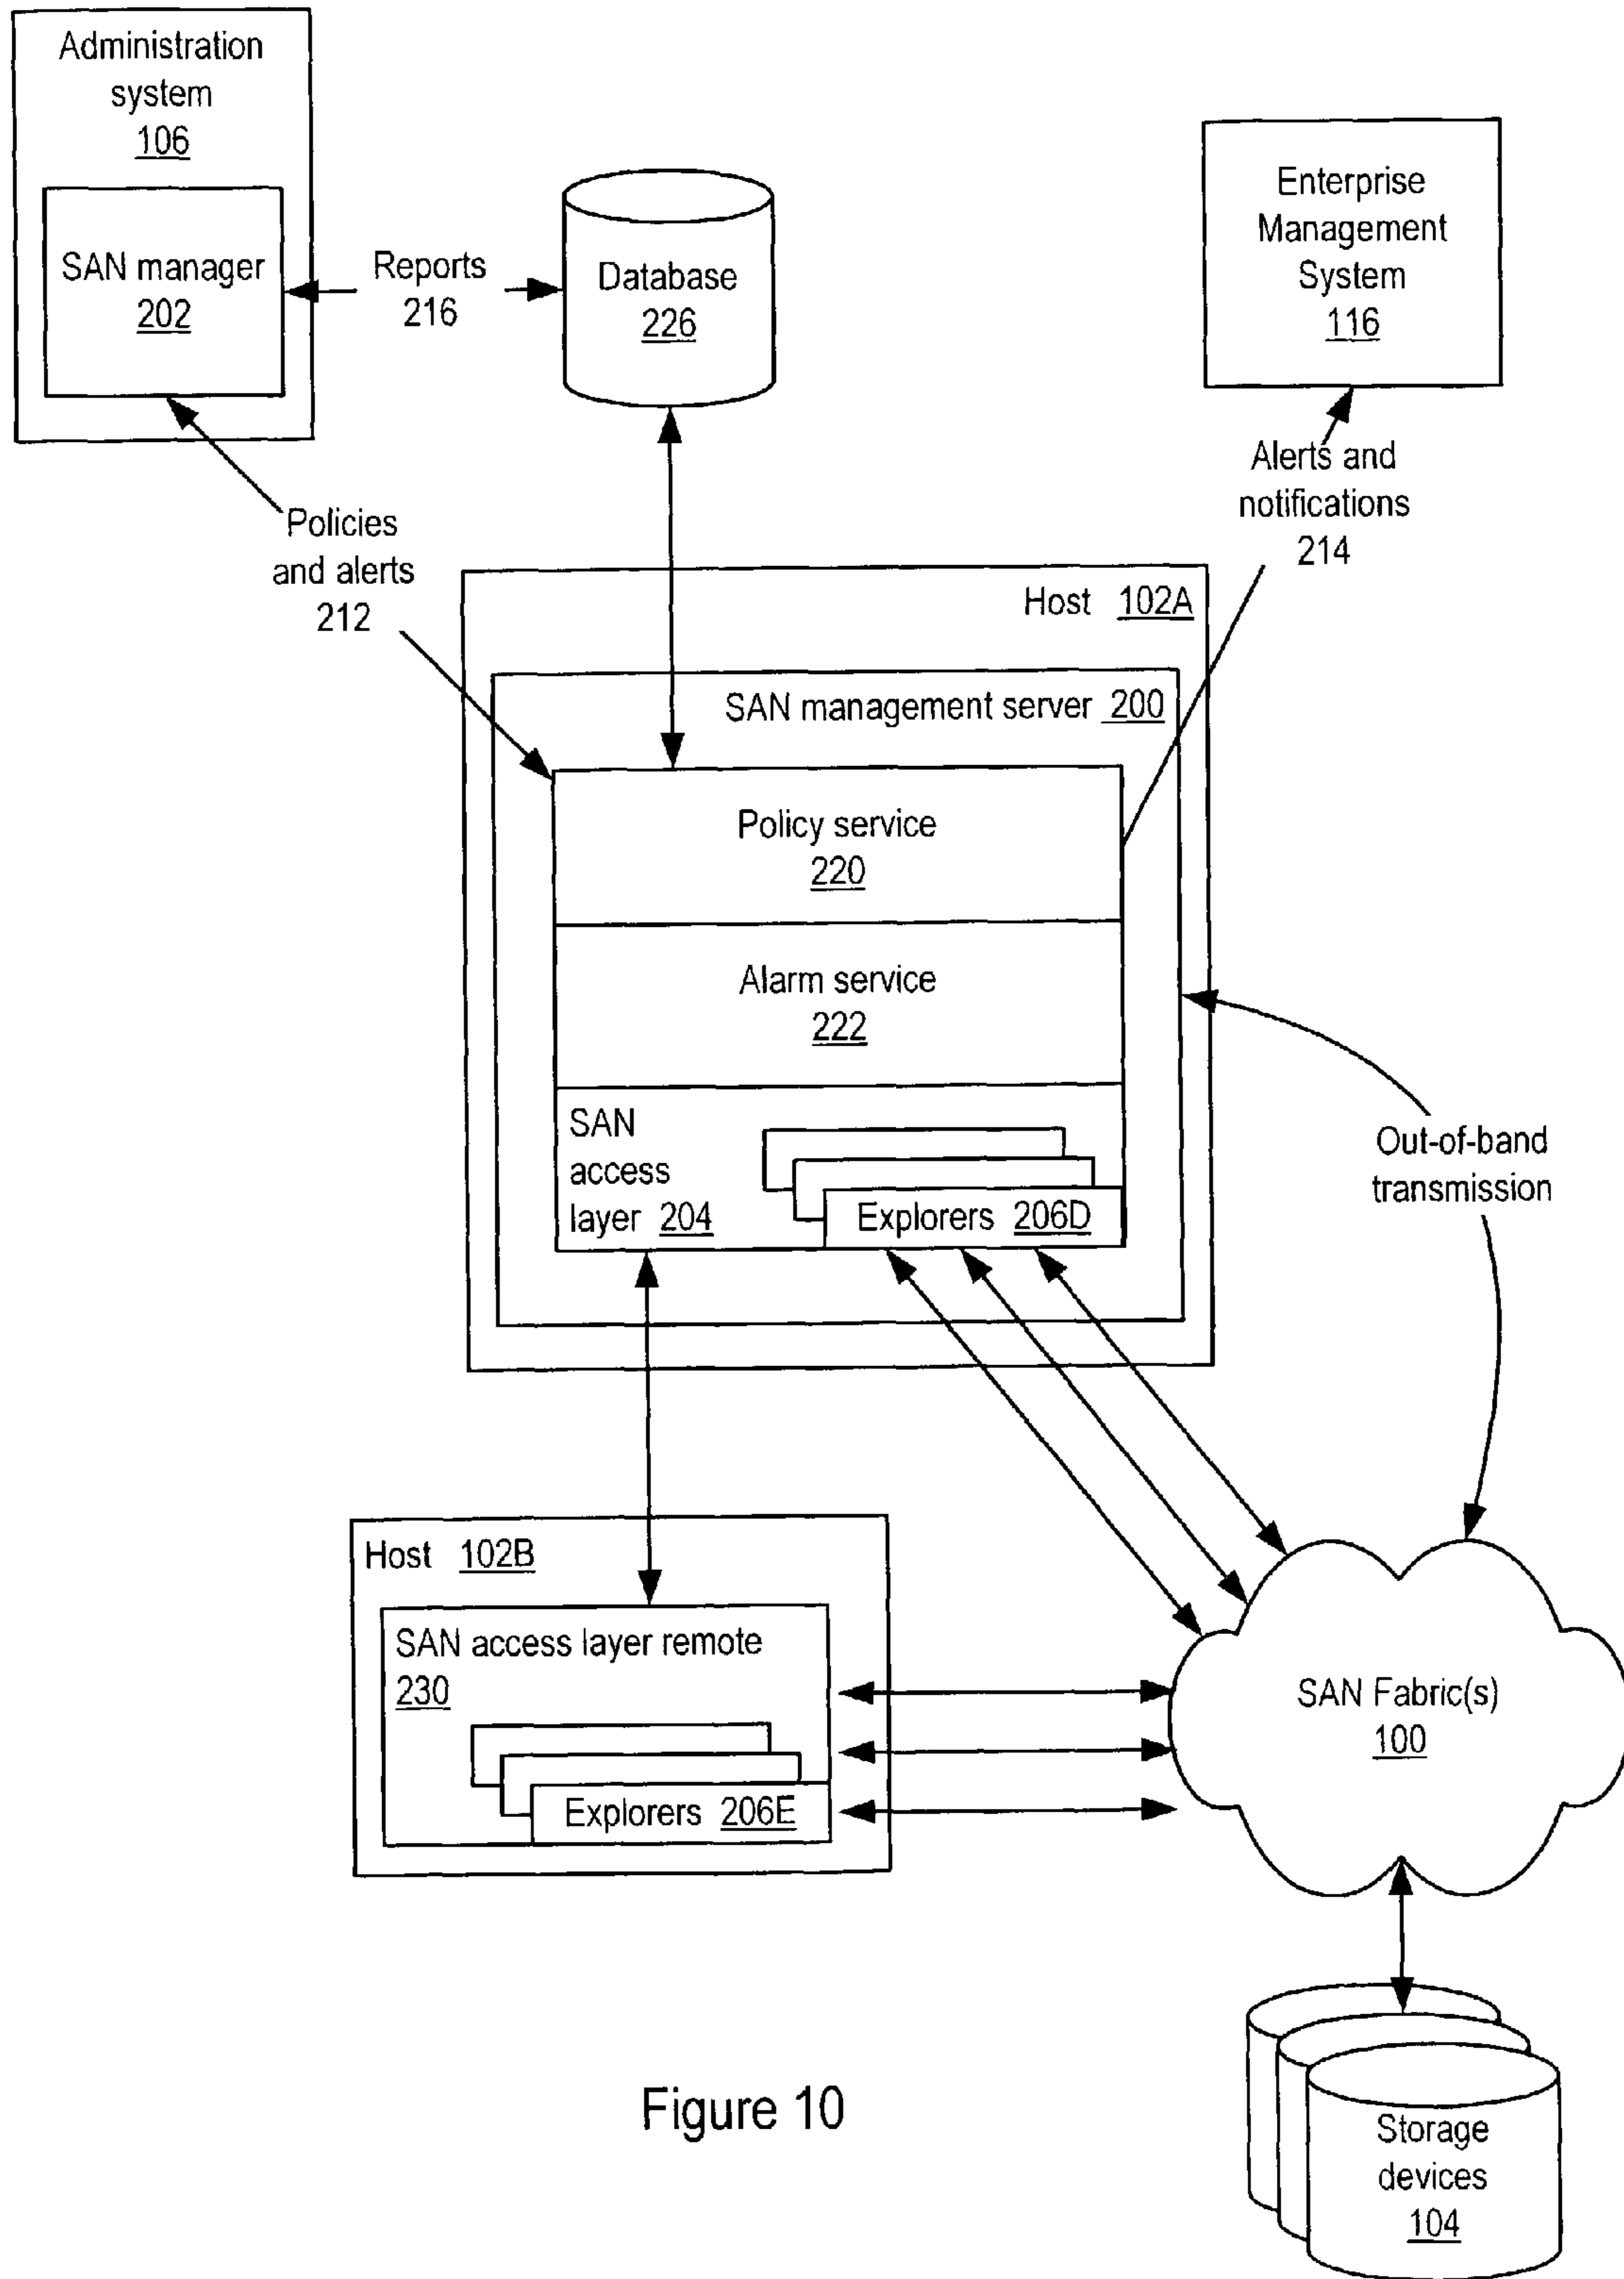 Administration
system
106
SAN manager
202
Reports
216
Database
226
Enterprise
Management
System
116
Policies
and alerts
212
Alerts and
notifications
214
Host 102A
SAN management server 200
Policy service
220
Alarm service
222
SAN
access
layer 204
Explorers 206D
Out-of-band
transmission
Host 102B
SAN access layer remote
230
Explorers 206E
SAN Fabric(s)
100
Storage
devices
104
Figure 10